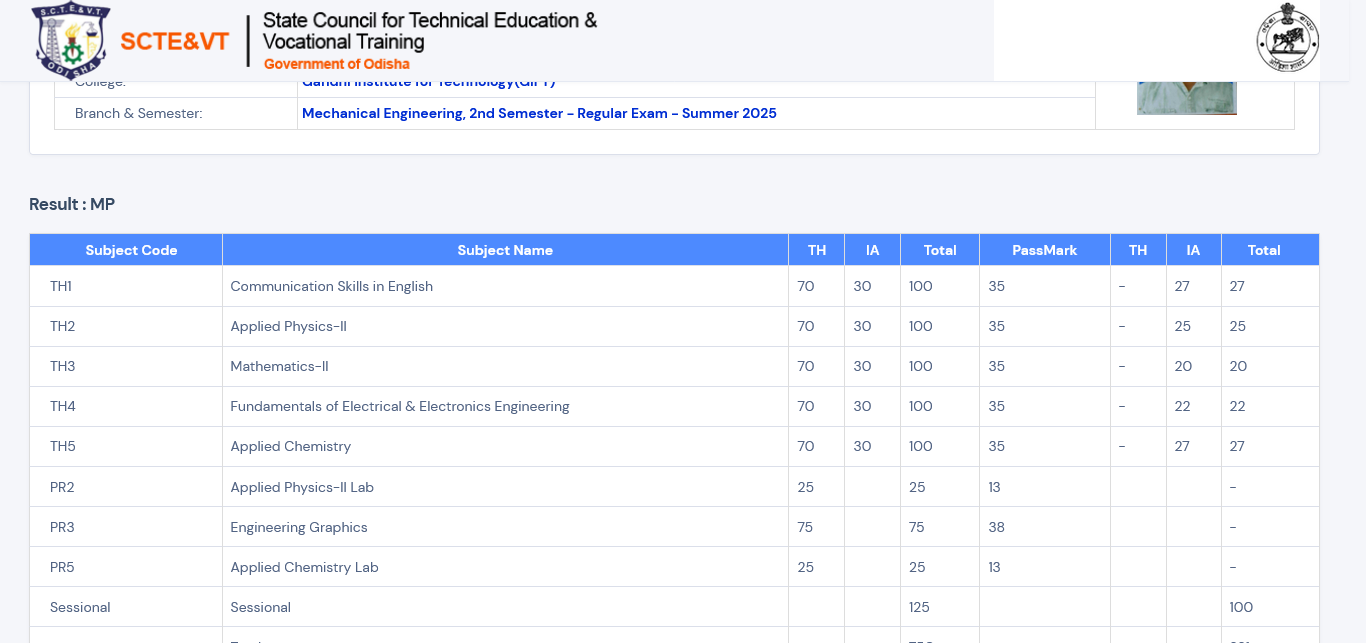 S.C.T.E.&V.T.
ODISHA
SCTE&VT
State Council for Technical Education &
Vocational Training
Government of Odisha
College:
Gandhi Institute for Technology(GIFT)
Branch & Semester:
Mechanical Engineering, 2nd Semester - Regular Exam - Summer 2025
Result : MP
Subject Code Subject Name TH IA Total PassMark TH IA Total
TH1 Communication Skills in English 70 30 100 35 - 27 27
TH2 Applied Physics-II 70 30 100 35 - 25 25
TH3 Mathematics-II 70 30 100 35 - 20 20
TH4 Fundamentals of Electrical & Electronics Engineering 70 30 100 35 - 22 22
TH5 Applied Chemistry 70 30 100 35 - 27 27
PR2 Applied Physics-II Lab 25 25 13 -
PR3 Engineering Graphics 75 75 38 -
PR5 Applied Chemistry Lab 25 25 13 -
Sessional Sessional 125 100